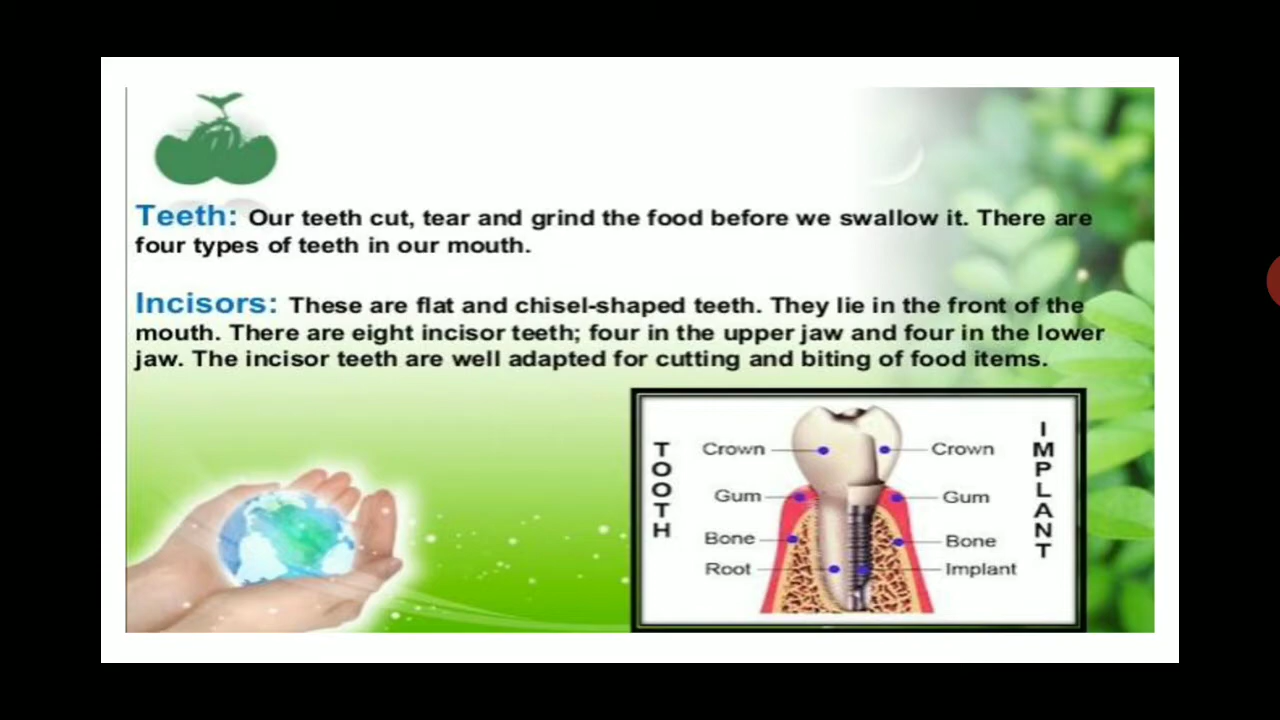 Teeth: Our teeth cut, tear and grind the food before we swallow it. There are
four types of teeth in our mouth.
Incisors: These are flat and chisel-shaped teeth. They lie in the front of the
mouth. There are eight incisor teeth; four in the upper jaw and four in the lower
jaw. The incisor teeth are well adapted for cutting and biting of food items.
TOOTH
Crown
Gum
Bone
Root
Crown
Gum
Bone
Implant
IMPLANT